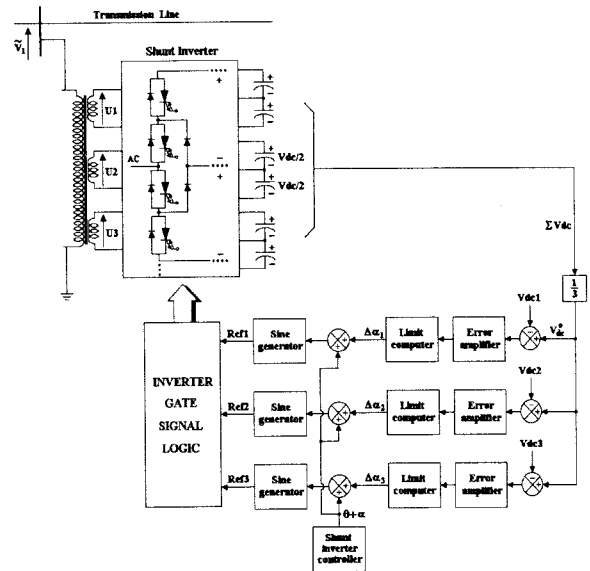 Transmission Line
Shunt Inverter
Ṽ1
U1
U2
U3
AC
+
−
+
−
Vdc/2
Vdc/2
ΣVdc
1/3
Vdc1
V*dc
Ref1
Sine generator
Δα1
Limit computer
Error amplifier
INVERTER
GATE
SIGNAL
LOGIC
Vdc2
Ref2
Sine generator
Δα2
Limit computer
Error amplifier
Vdc3
Ref3
Sine generator
Δα3
Limit computer
Error amplifier
θ+α
Shunt
inverter
controller